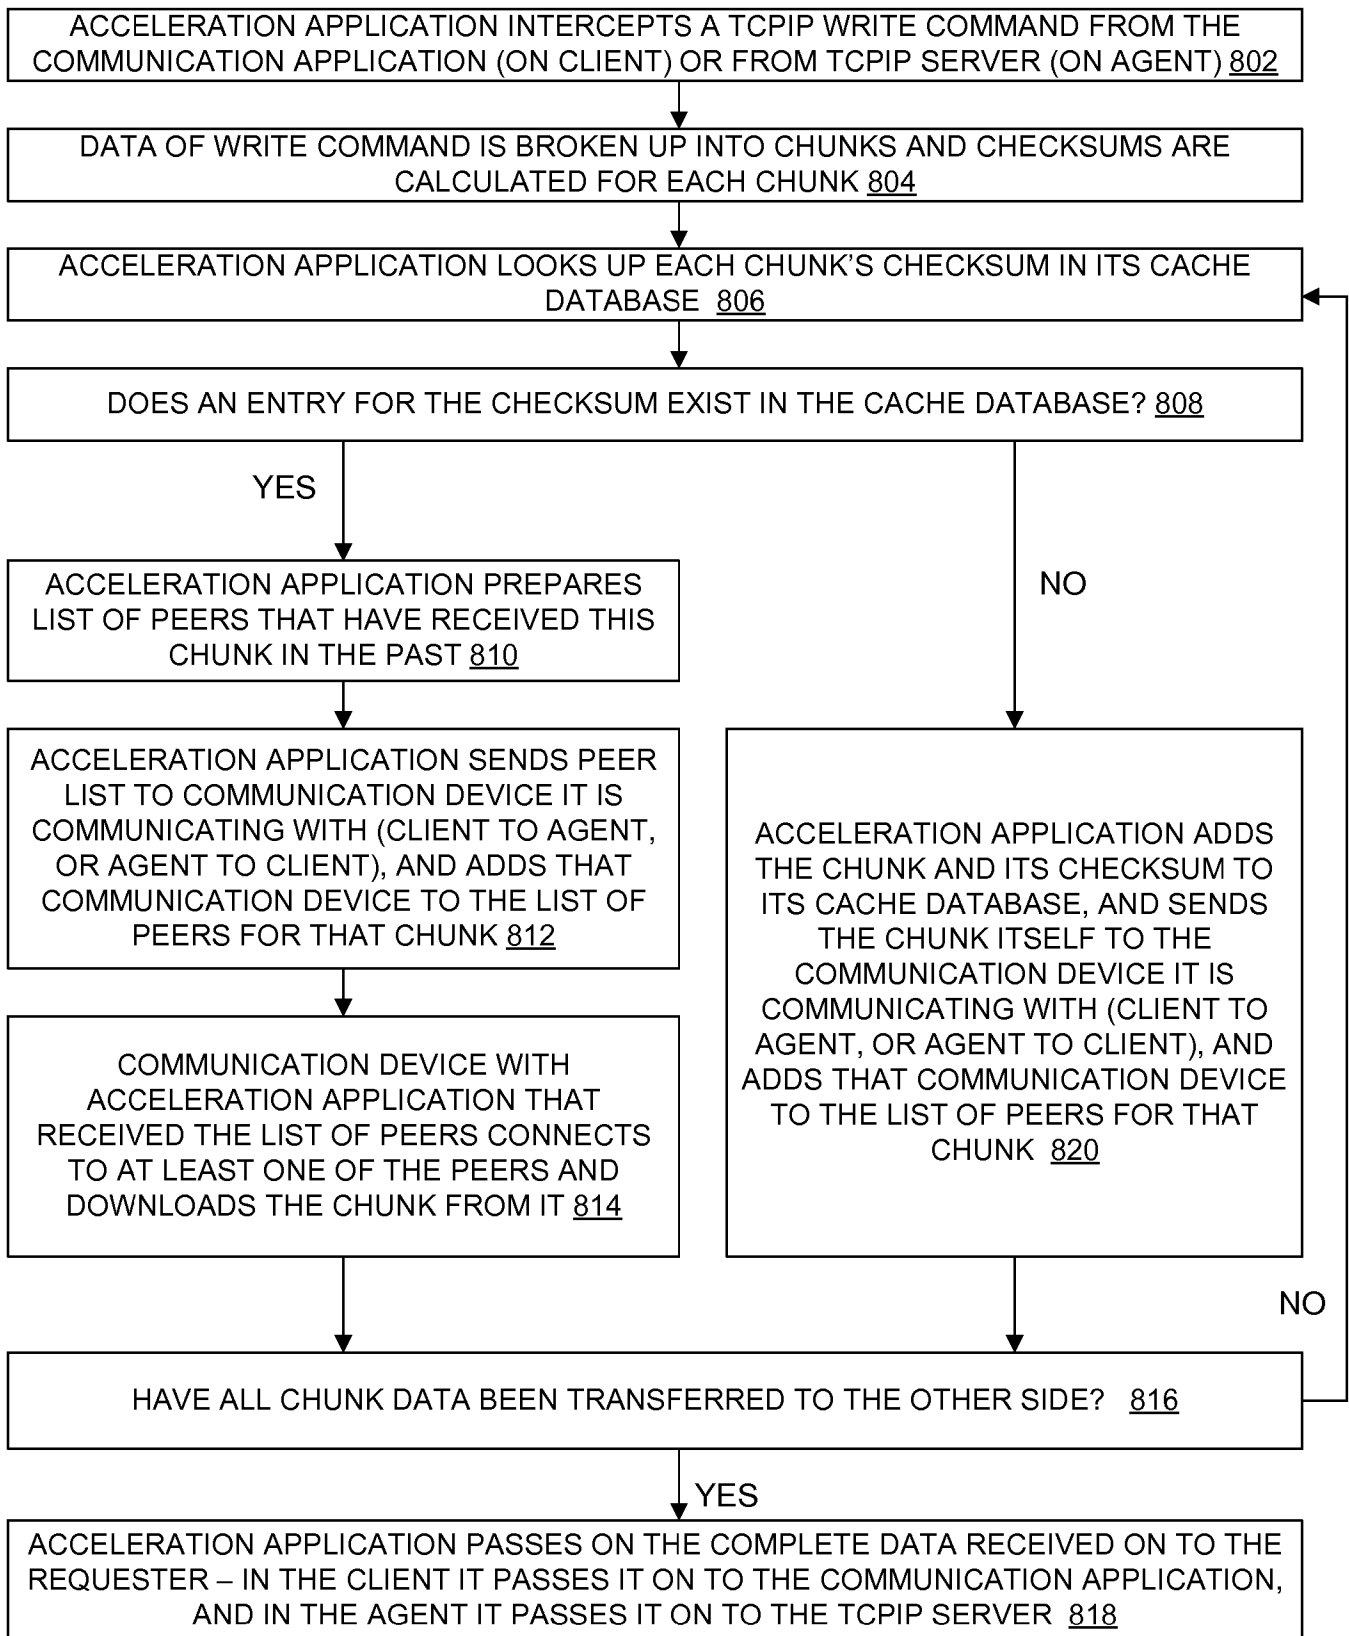 ACCELERATION APPLICATION INTERCEPTS A TCPIP WRITE COMMAND FROM THE
COMMUNICATION APPLICATION (ON CLIENT) OR FROM TCPIP SERVER (ON AGENT) 802
DATA OF WRITE COMMAND IS BROKEN UP INTO CHUNKS AND CHECKSUMS ARE
CALCULATED FOR EACH CHUNK 804
ACCELERATION APPLICATION LOOKS UP EACH CHUNK’S CHECKSUM IN ITS CACHE
DATABASE 806
DOES AN ENTRY FOR THE CHECKSUM EXIST IN THE CACHE DATABASE? 808
YES
ACCELERATION APPLICATION PREPARES
LIST OF PEERS THAT HAVE RECEIVED THIS
CHUNK IN THE PAST 810
ACCELERATION APPLICATION SENDS PEER
LIST TO COMMUNICATION DEVICE IT IS
COMMUNICATING WITH (CLIENT TO AGENT,
OR AGENT TO CLIENT), AND ADDS THAT
COMMUNICATION DEVICE TO THE LIST OF
PEERS FOR THAT CHUNK 812
COMMUNICATION DEVICE WITH
ACCELERATION APPLICATION THAT
RECEIVED THE LIST OF PEERS CONNECTS
TO AT LEAST ONE OF THE PEERS AND
DOWNLOADS THE CHUNK FROM IT 814
NO
ACCELERATION APPLICATION ADDS
THE CHUNK AND ITS CHECKSUM TO
ITS CACHE DATABASE, AND SENDS
THE CHUNK ITSELF TO THE
COMMUNICATION DEVICE IT IS
COMMUNICATING WITH (CLIENT TO
AGENT, OR AGENT TO CLIENT), AND
ADDS THAT COMMUNICATION DEVICE
TO THE LIST OF PEERS FOR THAT
CHUNK 820
NO
HAVE ALL CHUNK DATA BEEN TRANSFERRED TO THE OTHER SIDE? 816
YES
ACCELERATION APPLICATION PASSES ON THE COMPLETE DATA RECEIVED ON TO THE
REQUESTER – IN THE CLIENT IT PASSES IT ON TO THE COMMUNICATION APPLICATION,
AND IN THE AGENT IT PASSES IT ON TO THE TCPIP SERVER 818